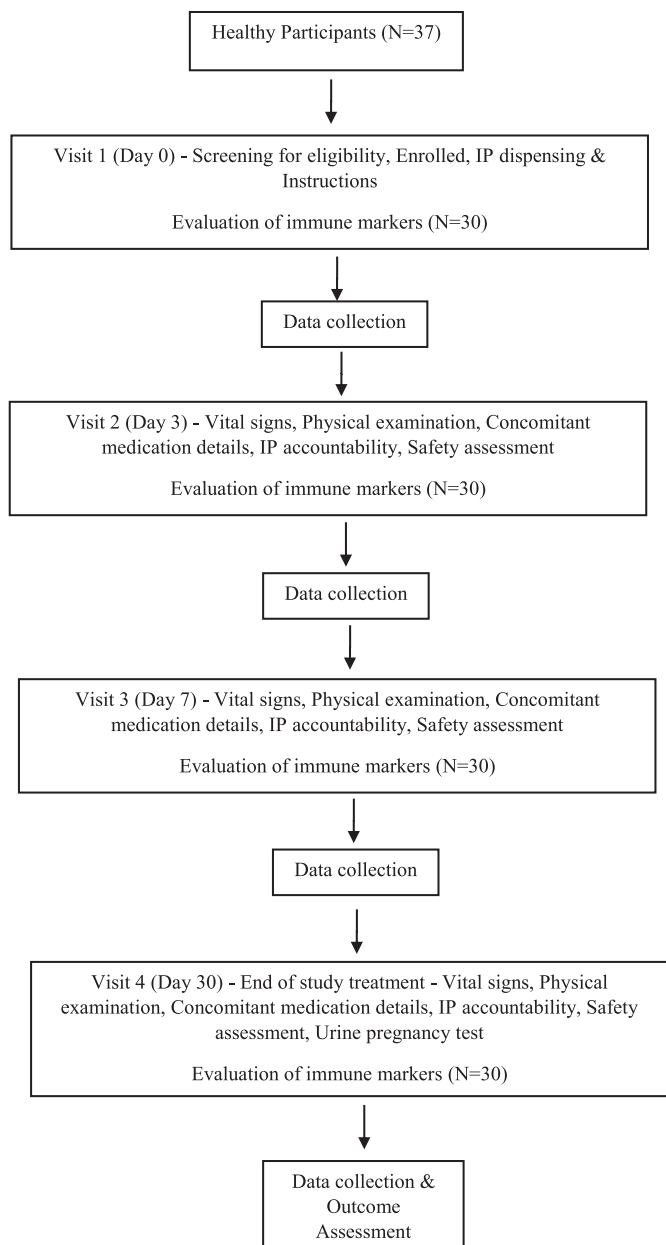 Healthy Participants (N=37)
Visit 1 (Day 0) - Screening for eligibility, Enrolled, IP dispensing &
Instructions
Evaluation of immune markers (N=30)
Data collection
Visit 2 (Day 3) - Vital signs, Physical examination, Concomitant
medication details, IP accountability, Safety assessment
Evaluation of immune markers (N=30)
Data collection
Visit 3 (Day 7) - Vital signs, Physical examination, Concomitant
medication details, IP accountability, Safety assessment
Evaluation of immune markers (N=30)
Data collection
Visit 4 (Day 30) - End of study treatment - Vital signs, Physical
examination, Concomitant medication details, IP accountability, Safety
assessment, Urine pregnancy test
Evaluation of immune markers (N=30)
Data collection &
Outcome
Assessment